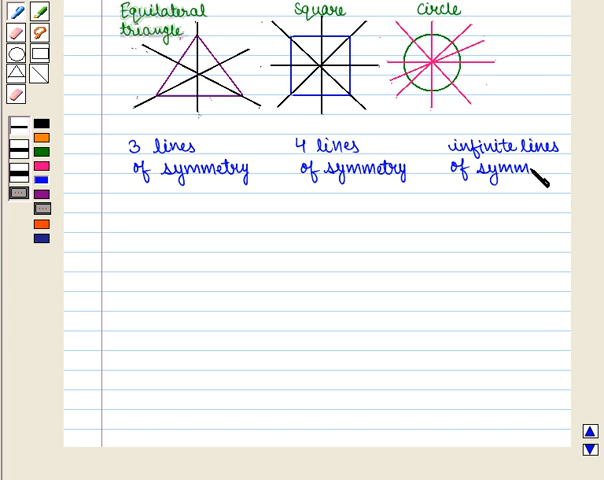 Equilateral
triangle
Square
Circle
3 lines
of symmetry
4 lines
of symmetry
infinite lines
of symm